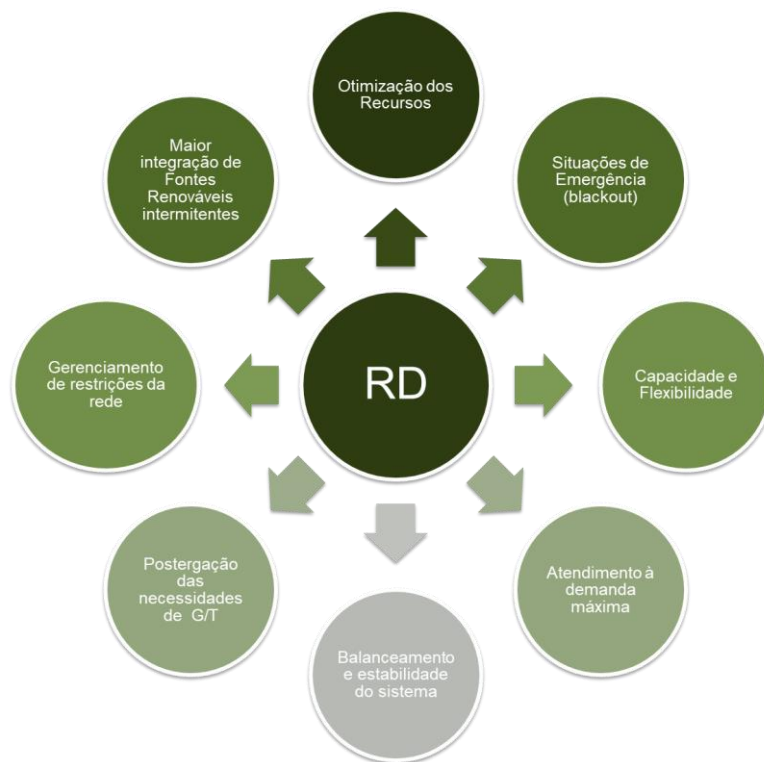 Otimização dos
Recursos
Maior
integração de
Fontes
Renováveis
intermitentes
Situações de
Emergência
(blackout)
Gerenciamento
de restrições da
rede
RD
Capacidade e
Flexibilidade
Postergação
das
necessidades
de G/T
Atendimento à
demanda
máxima
Balanceamento
e estabilidade
do sistema